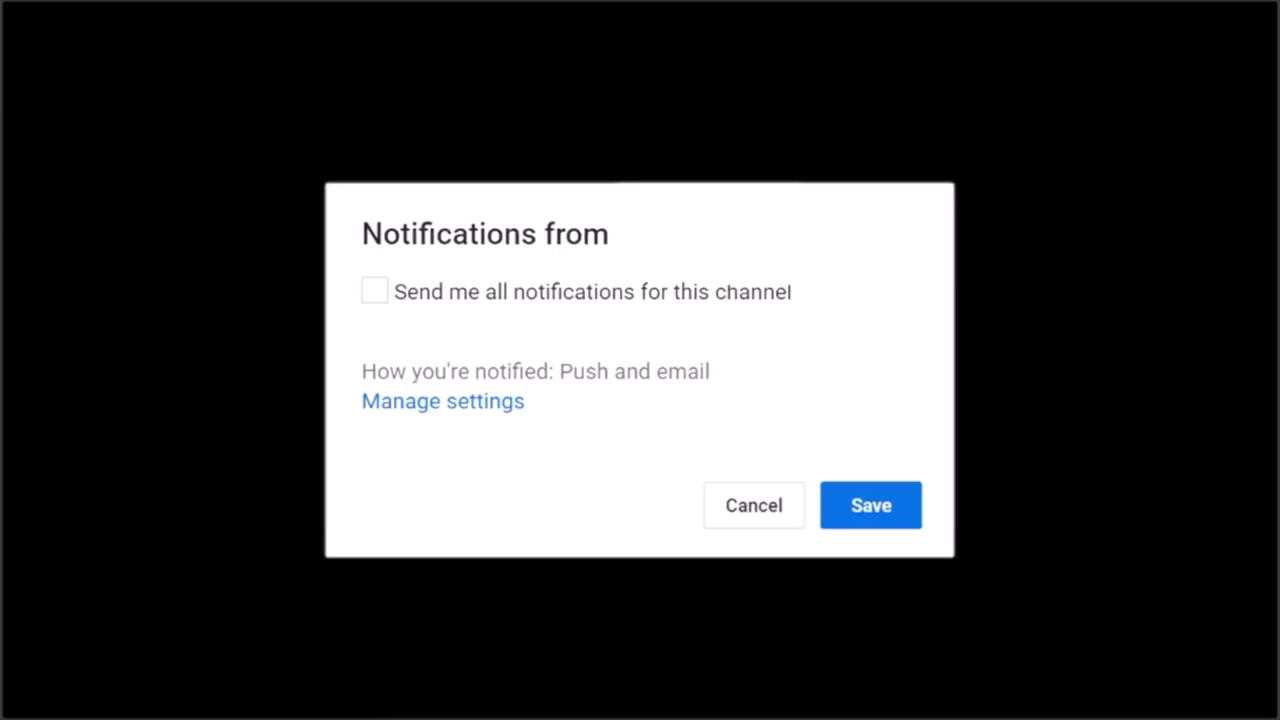 Notifications from
Send me all notifications for this channel
How you're notified: Push and email
Manage settings
Cancel
Save